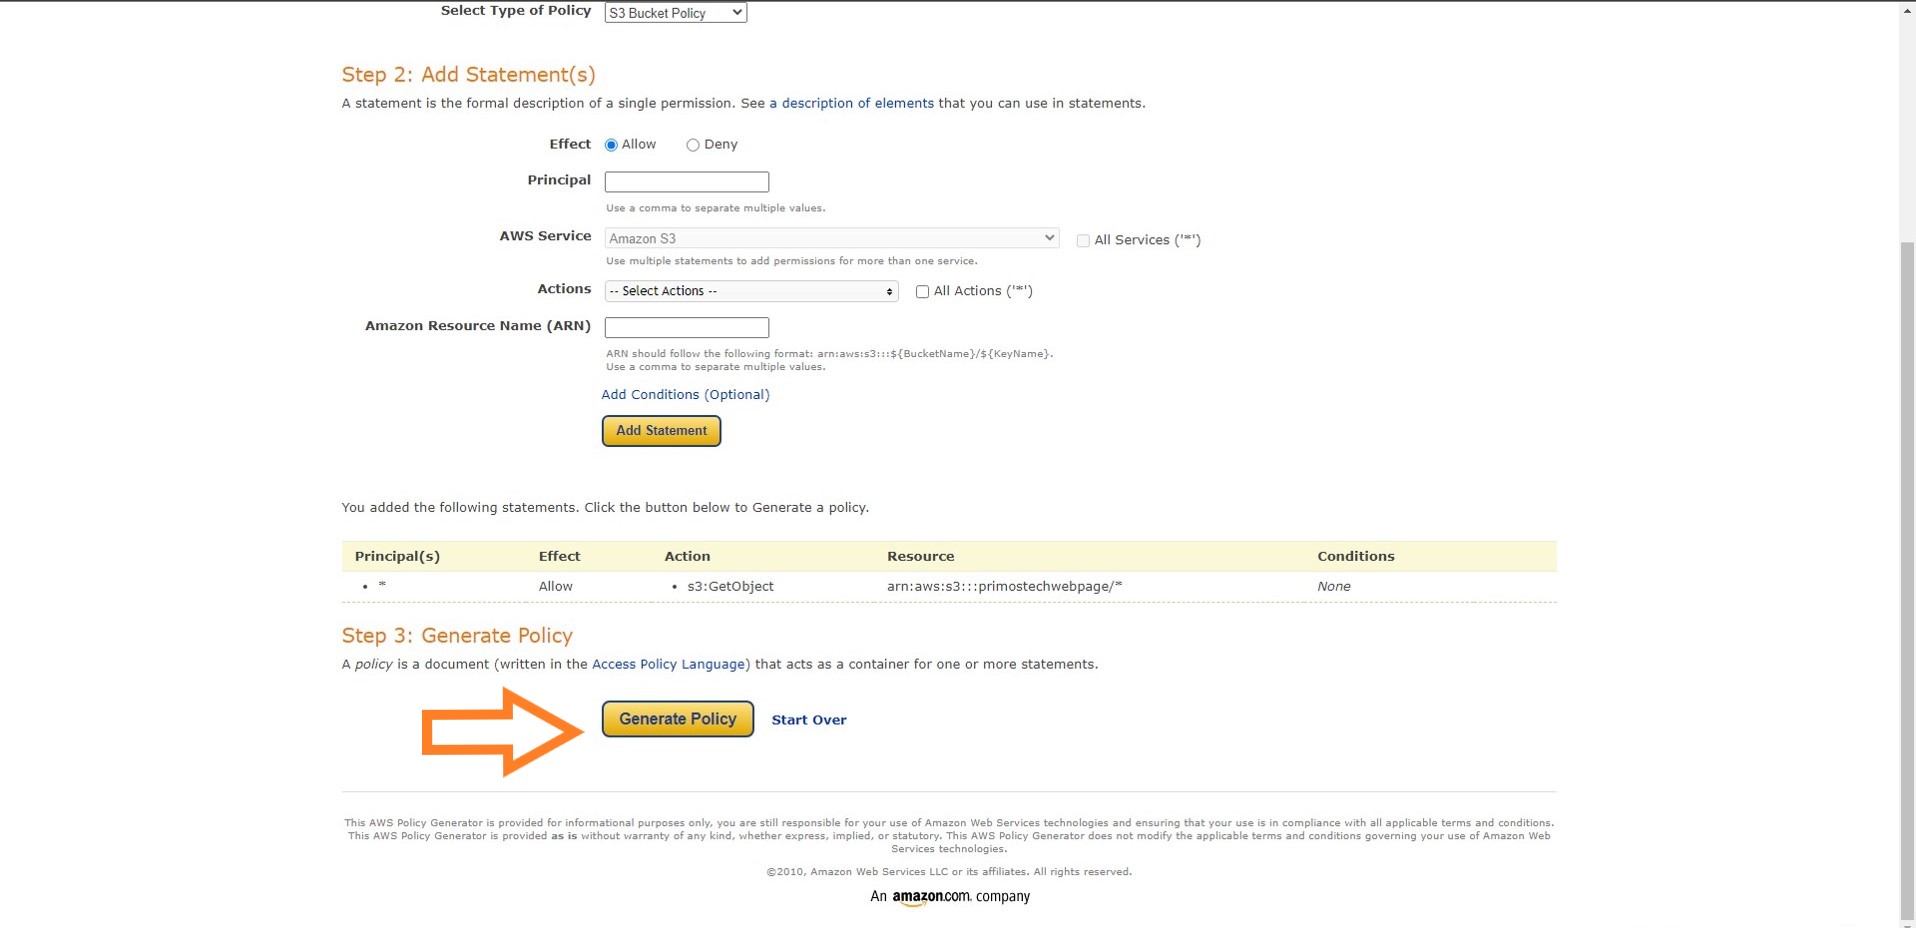 Select Type of Policy S3 Bucket Policy
Step 2: Add Statement(s)
A statement is the formal description of a single permission. See a description of elements that you can use in statements.
Effect Allow Deny
Principal
Use a comma to separate multiple values.
AWS Service Amazon S3 All Services ('*')
Use multiple statements to add permissions for more than one service.
Actions -- Select Actions -- All Actions ('*')
Amazon Resource Name (ARN)
ARN should follow the following format: arn:aws:s3:::${BucketName}/${KeyName}.
Use a comma to separate multiple values.
Add Conditions (Optional)
Add Statement
You added the following statements. Click the button below to Generate a policy.
Principal(s) Effect Action Resource Conditions
• * Allow • s3:GetObject arn:aws:s3:::primostechwebpage/* None
Step 3: Generate Policy
A policy is a document (written in the Access Policy Language) that acts as a container for one or more statements.
Generate Policy Start Over
This AWS Policy Generator is provided for informational purposes only, you are still responsible for your use of Amazon Web Services technologies and ensuring that your use is in compliance with all applicable terms and conditions.
This AWS Policy Generator is provided as is without warranty of any kind, whether express, implied, or statutory. This AWS Policy Generator does not modify the applicable terms and conditions governing your use of Amazon Web
Services technologies.
©2010, Amazon Web Services LLC or its affiliates. All rights reserved.
An amazon.com. company